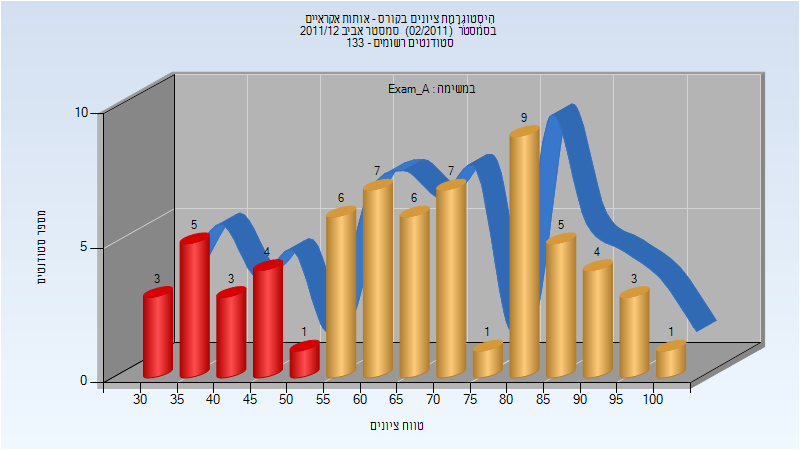 היסטוגרמת ציונים בקורס - אותות אקראיים
בסמסטר (02/2011) סמסטר אביב 2011/12
סטודנטים רשומים - 133
במשימה : Exam_A
10
5
0
מספר סטודנטים
3
5
3
4
1
6
7
6
7
1
9
5
4
3
1
30 35 40 45 50 55 60 65 70 75 80 85 90 95 100
טווח ציונים